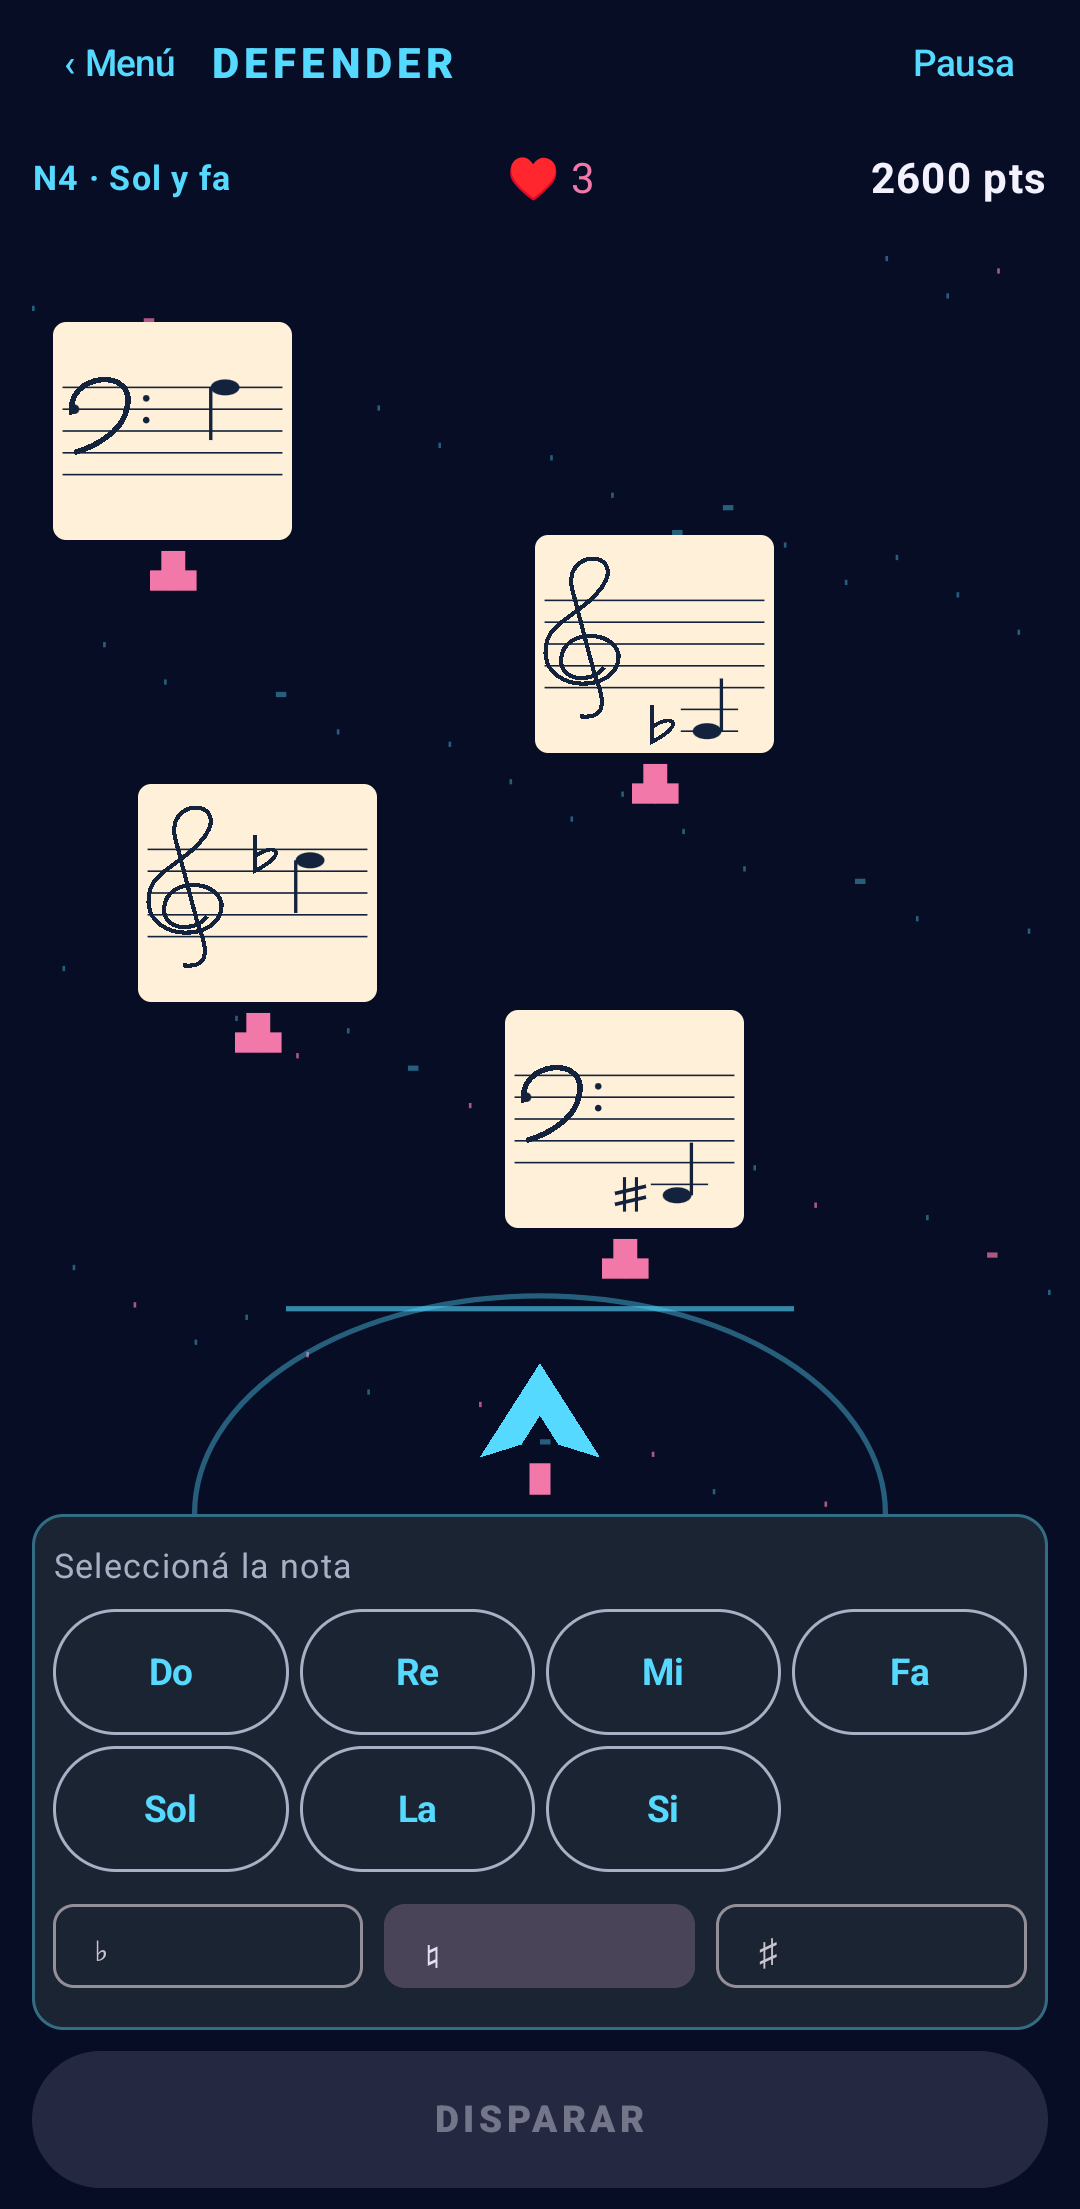 ‹ Menú DEFENDER Pausa
N4 · Sol y fa ❤️ 3 2600 pts
Seleccioná la nota
Do Re Mi Fa
Sol La Si
♭ ♮ ♯
DISPARAR